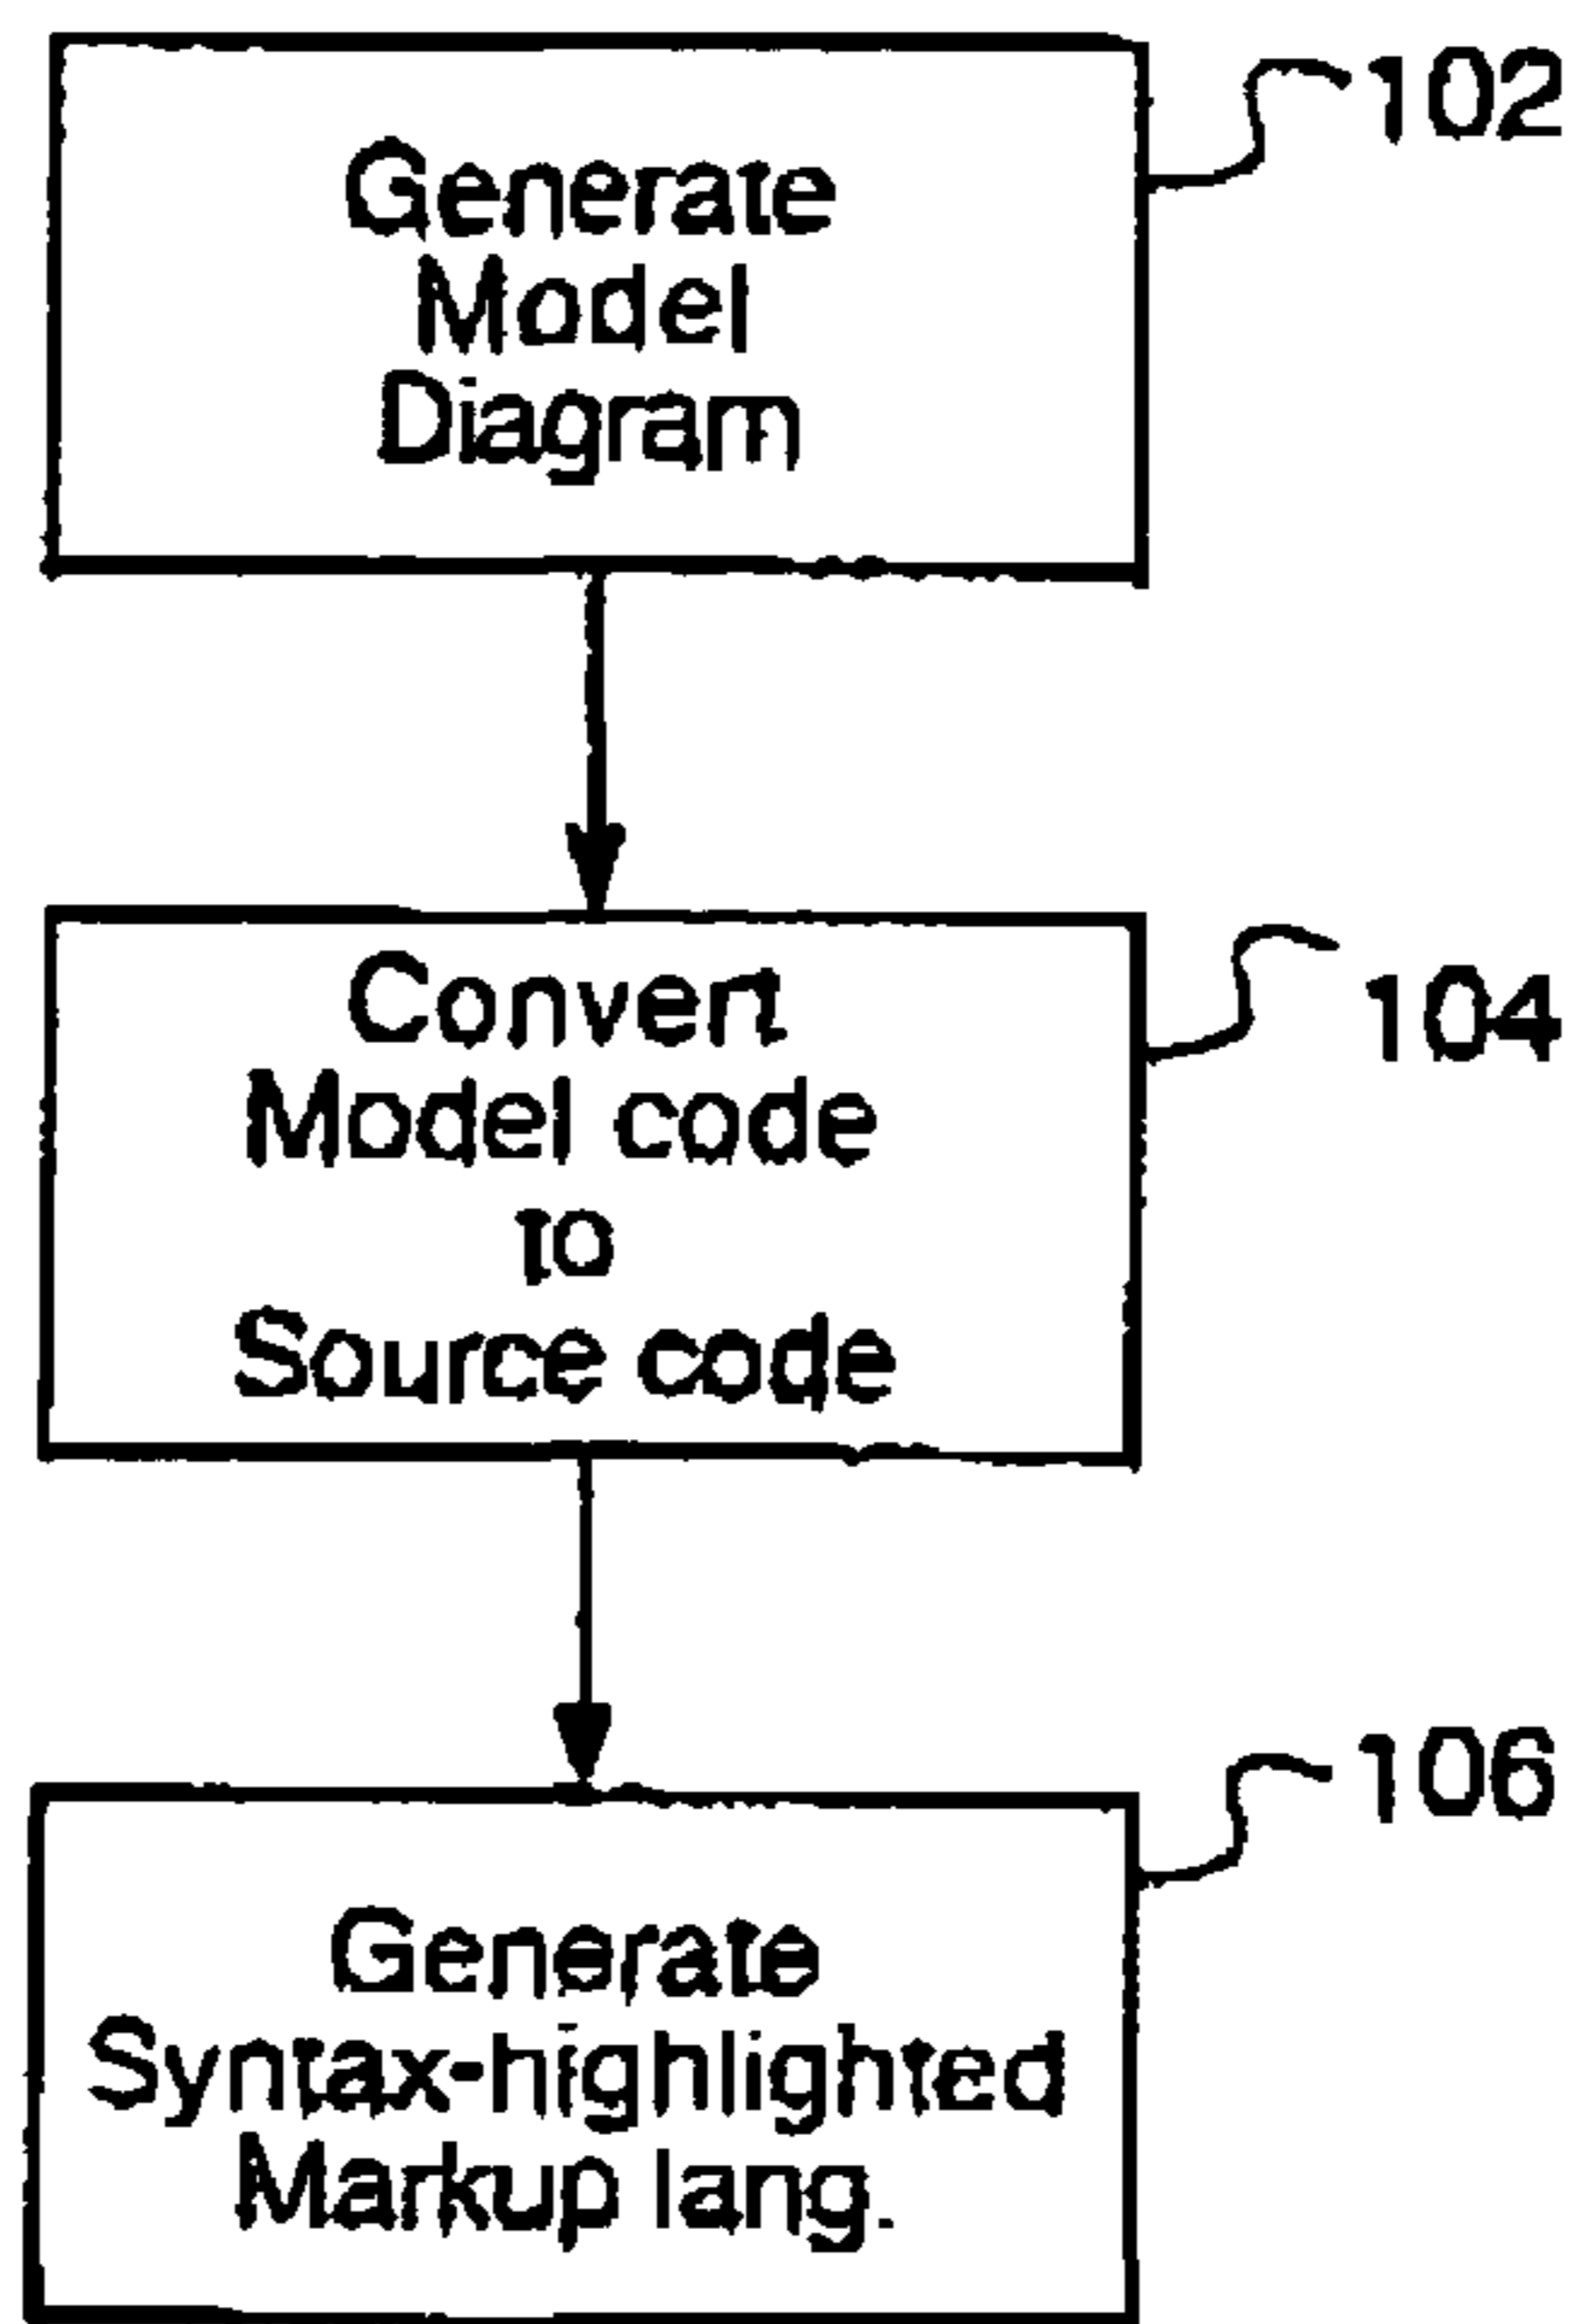 102
Generate
Model
Diagram
104
Convert
Model code
to
Source code
106
Generate
Syntax-highlighted
Markup lang.